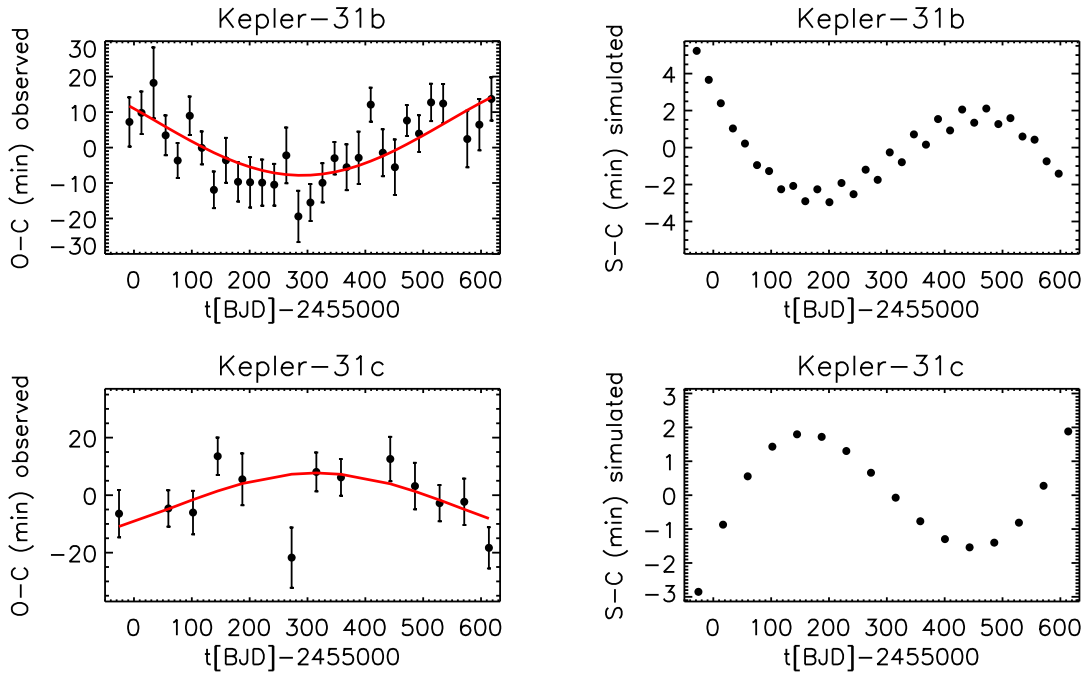 Kepler-31b
O-C (min) observed
30
20
10
0
-10
-20
-30
0 100 200 300 400 500 600
t[BJD]-2455000
Kepler-31b
S-C (min) simulated
4
2
0
-2
-4
0 100 200 300 400 500 600
t[BJD]-2455000
Kepler-31c
O-C (min) observed
20
0
-20
0 100 200 300 400 500 600
t[BJD]-2455000
Kepler-31c
S-C (min) simulated
3
2
1
0
-1
-2
-3
0 100 200 300 400 500 600
t[BJD]-2455000